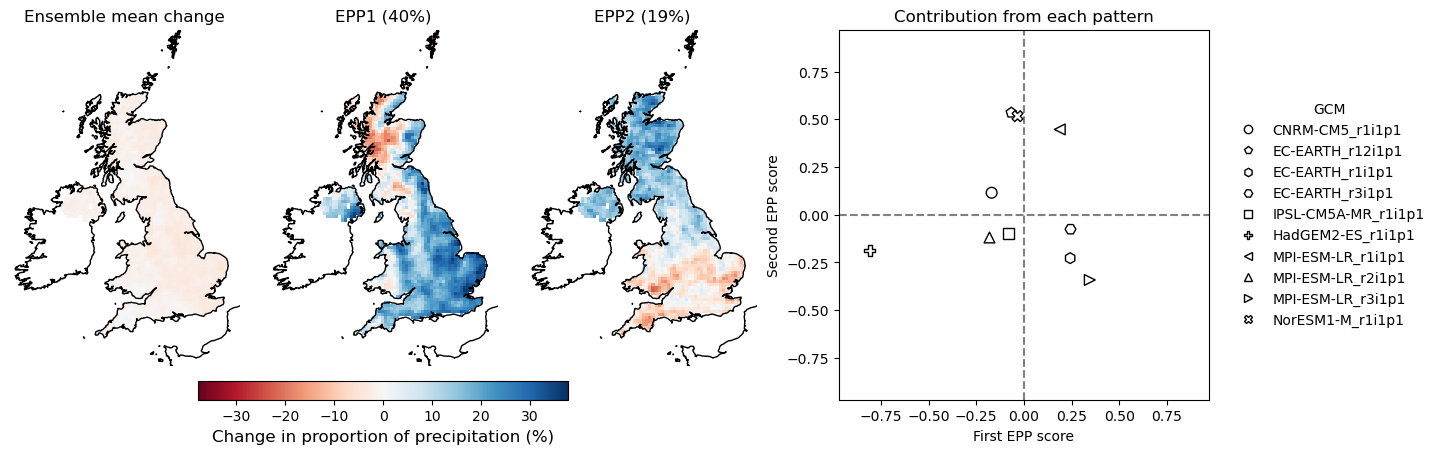 Ensemble mean change
EPP1 (40%)
EPP2 (19%)
−30 −20 −10 0 10 20 30
Change in proportion of precipitation (%)
Contribution from each pattern
Second EPP score
0.75
0.50
0.25
0.00
−0.25
−0.50
−0.75
−0.75 −0.50 −0.25 0.00 0.25 0.50 0.75
First EPP score
GCM
CNRM-CM5_r1i1p1
EC-EARTH_r12i1p1
EC-EARTH_r1i1p1
EC-EARTH_r3i1p1
IPSL-CM5A-MR_r1i1p1
HadGEM2-ES_r1i1p1
MPI-ESM-LR_r1i1p1
MPI-ESM-LR_r2i1p1
MPI-ESM-LR_r3i1p1
NorESM1-M_r1i1p1